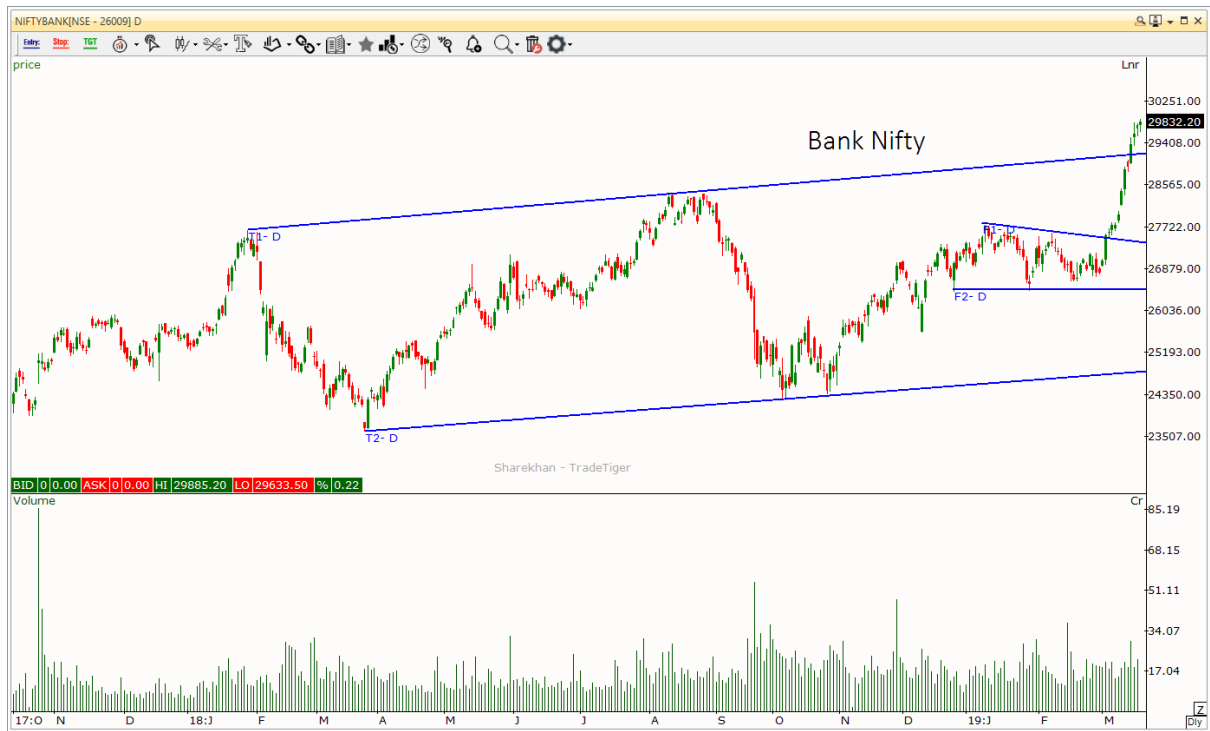 NIFTYBANK[NSE - 26009] D
Entry: Stop: TGT
price
Lnr
30251.00
29832.20
Bank Nifty
29408.00
28565.00
T1- D
F1- D
27722.00
26879.00
F2- D
26036.00
25193.00
24350.00
T2- D
23507.00
Sharekhan - TradeTiger
BID 0 0.00 ASK 0 0.00 HI 29885.20 LO 29633.50 % 0.22
Volume
Cr
85.19
68.15
51.11
34.07
17.04
Z
17:O N D 18:J F M A M J J A S O N D 19:J F M
Dly